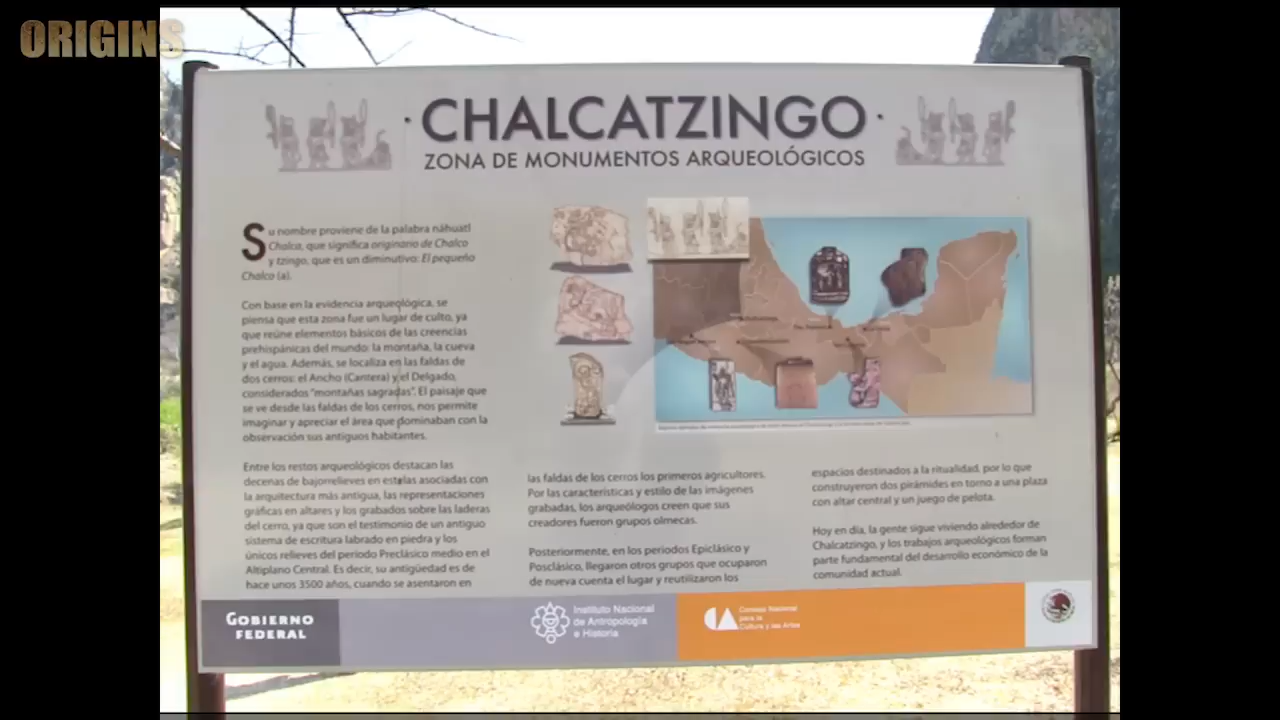 ORIGINS
· CHALCATZINGO ·
ZONA DE MONUMENTOS ARQUEOLÓGICOS
Su nombre proviene de la palabra náhuatl
Chalca, que significa originario de Chalco
y tzingo, que es un diminutivo: El pequeño
Chalco (a).
Con base en la evidencia arqueológica, se
piensa que esta zona fue un lugar de culto, ya
que reúne elementos básicos de las creencias
prehispánicas del mundo: la montaña, la cueva
y el agua. Además, se localiza en las faldas de
dos cerros: el Ancho (Cantera) y el Delgado,
considerados "montañas sagradas". El paisaje que
se ve desde las faldas de los cerros, nos permite
imaginar y apreciar el área que dominaban con la
observación sus antiguos habitantes.
Entre los restos arqueológicos destacan las
decenas de bajorrelieves en estelas asociadas con
la arquitectura más antigua, las representaciones
gráficas en altares y los grabados sobre las laderas
del cerro, ya que son el testimonio de un antiguo
sistema de escritura labrado en piedra y los
únicos relieves del periodo Preclásico medio en el
Altiplano Central. Es decir, su antigüedad es de
hace unos 3500 años, cuando se asentaron en
las faldas de los cerros los primeros agricultores.
Por las características y estilo de las imágenes
grabadas, los arqueólogos creen que sus
creadores fueron grupos olmecas.
Posteriormente, en los periodos Epiclásico y
Posclásico, llegaron otros grupos que ocuparon
de nueva cuenta el lugar y reutilizaron los
espacios destinados a la ritualidad, por lo que
construyeron dos pirámides en torno a una plaza
con altar central y un juego de pelota.
Hoy en día, la gente sigue viviendo alrededor de
Chalcatzingo, y los trabajos arqueológicos forman
parte fundamental del desarrollo económico de la
comunidad actual.
GOBIERNO
FEDERAL
Instituto Nacional
de Antropología
e Historia
CA
Consejo Nacional
para la
Cultura y las Artes